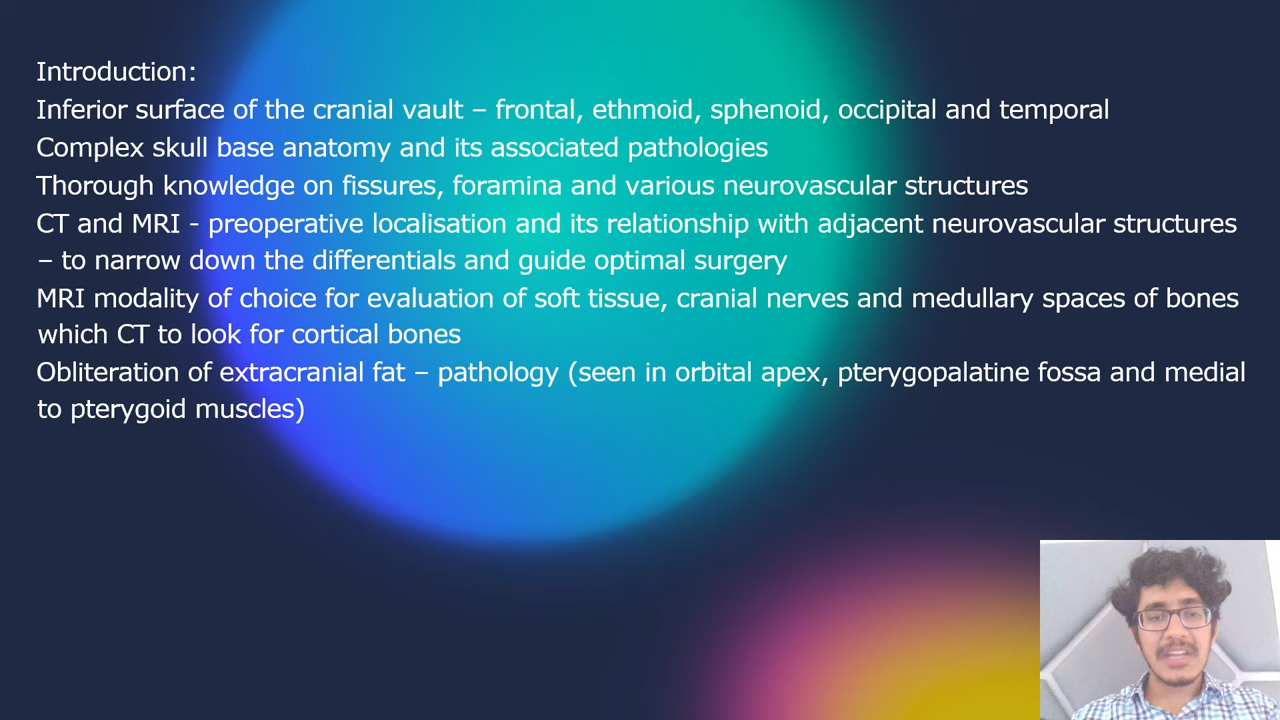 Introduction:
Inferior surface of the cranial vault – frontal, ethmoid, sphenoid, occipital and temporal
Complex skull base anatomy and its associated pathologies
Thorough knowledge on fissures, foramina and various neurovascular structures
CT and MRI - preoperative localisation and its relationship with adjacent neurovascular structures
– to narrow down the differentials and guide optimal surgery
MRI modality of choice for evaluation of soft tissue, cranial nerves and medullary spaces of bones
which CT to look for cortical bones
Obliteration of extracranial fat – pathology (seen in orbital apex, pterygopalatine fossa and medial
to pterygoid muscles)